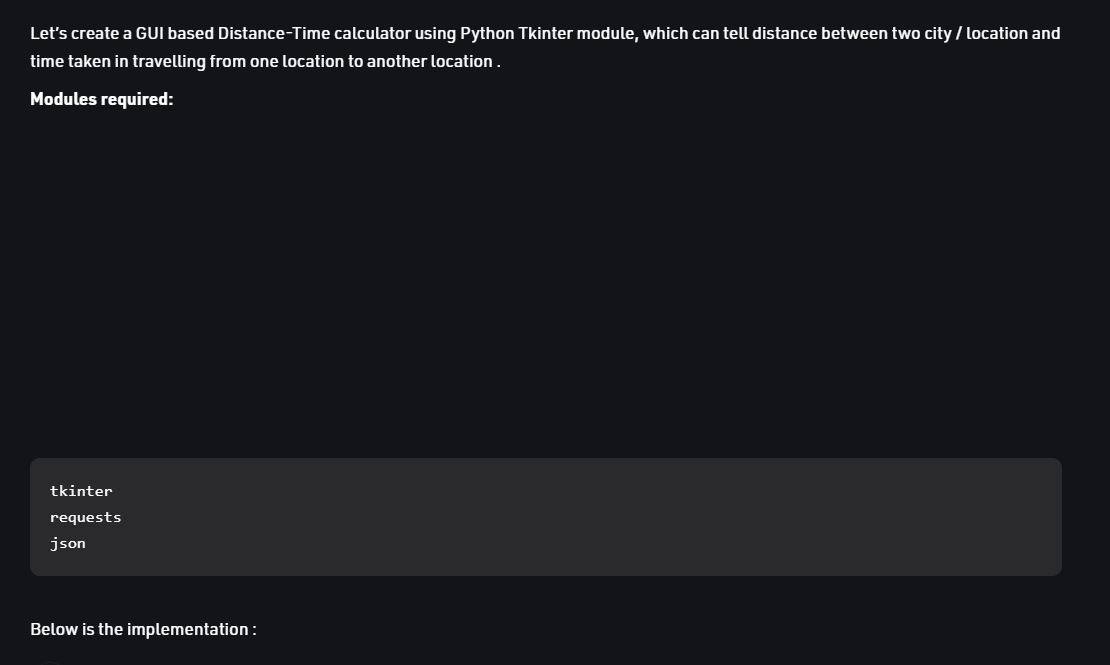 Let's create a GUI based Distance-Time calculator using Python Tkinter module, which can tell distance between two city / location and
time taken in travelling from one location to another location .
Modules required:
tkinter
requests
json
Below is the implementation :